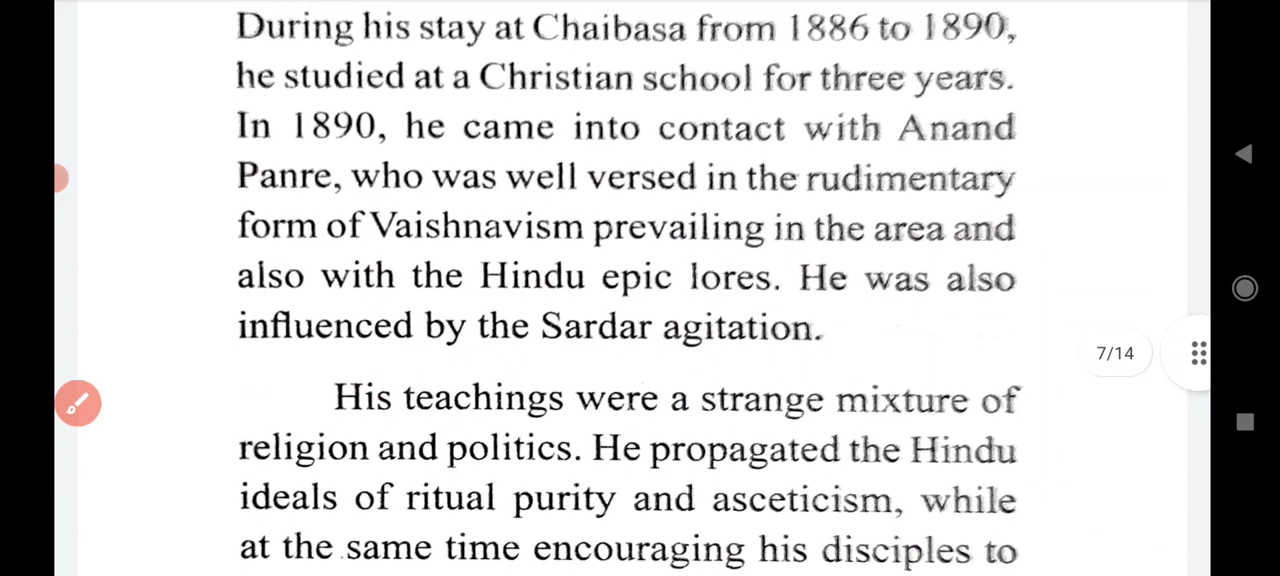 During his stay at Chaibasa from 1886 to 1890,
he studied at a Christian school for three years.
In 1890, he came into contact with Anand
Panre, who was well versed in the rudimentary
form of Vaishnavism prevailing in the area and
also with the Hindu epic lores. He was also
influenced by the Sardar agitation.
7/14
His teachings were a strange mixture of
religion and politics. He propagated the Hindu
ideals of ritual purity and asceticism, while
at the same time encouraging his disciples to